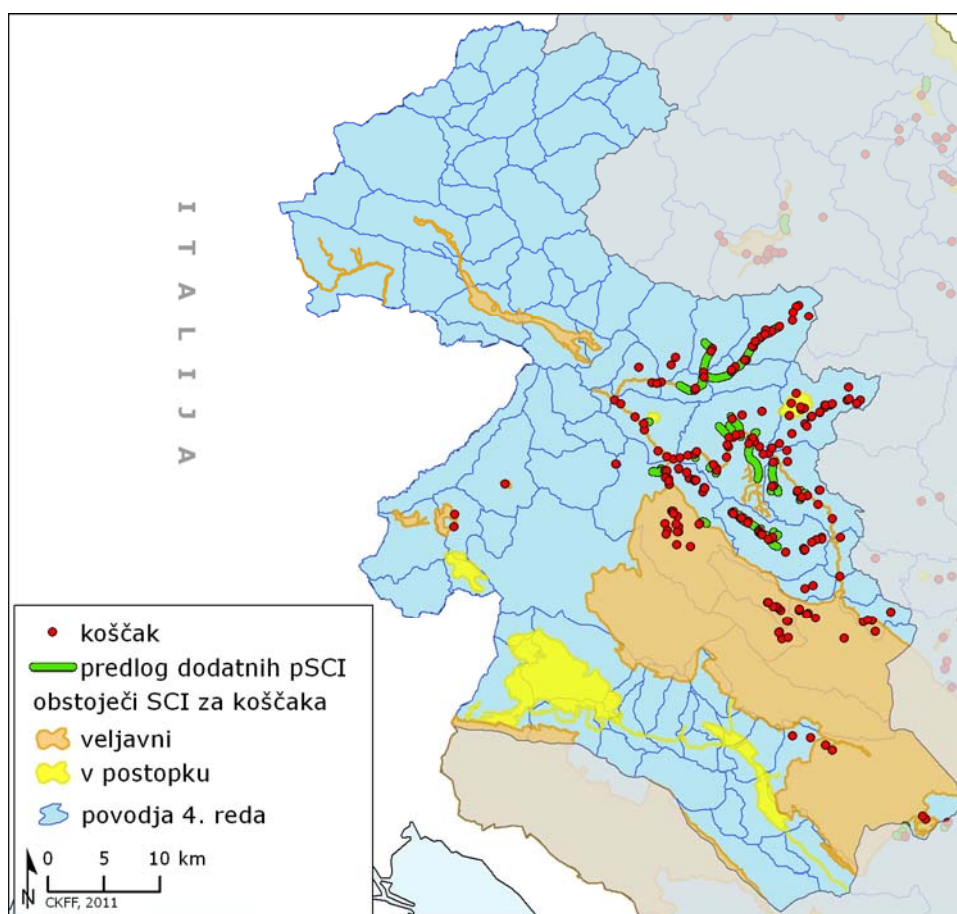 ITALIJA
koščak
predlog dodatnih pSCI
obstoječi SCI za koščaka
veljavni
v postopku
povodja 4. reda
0 5 10 km
N
CKFF, 2011